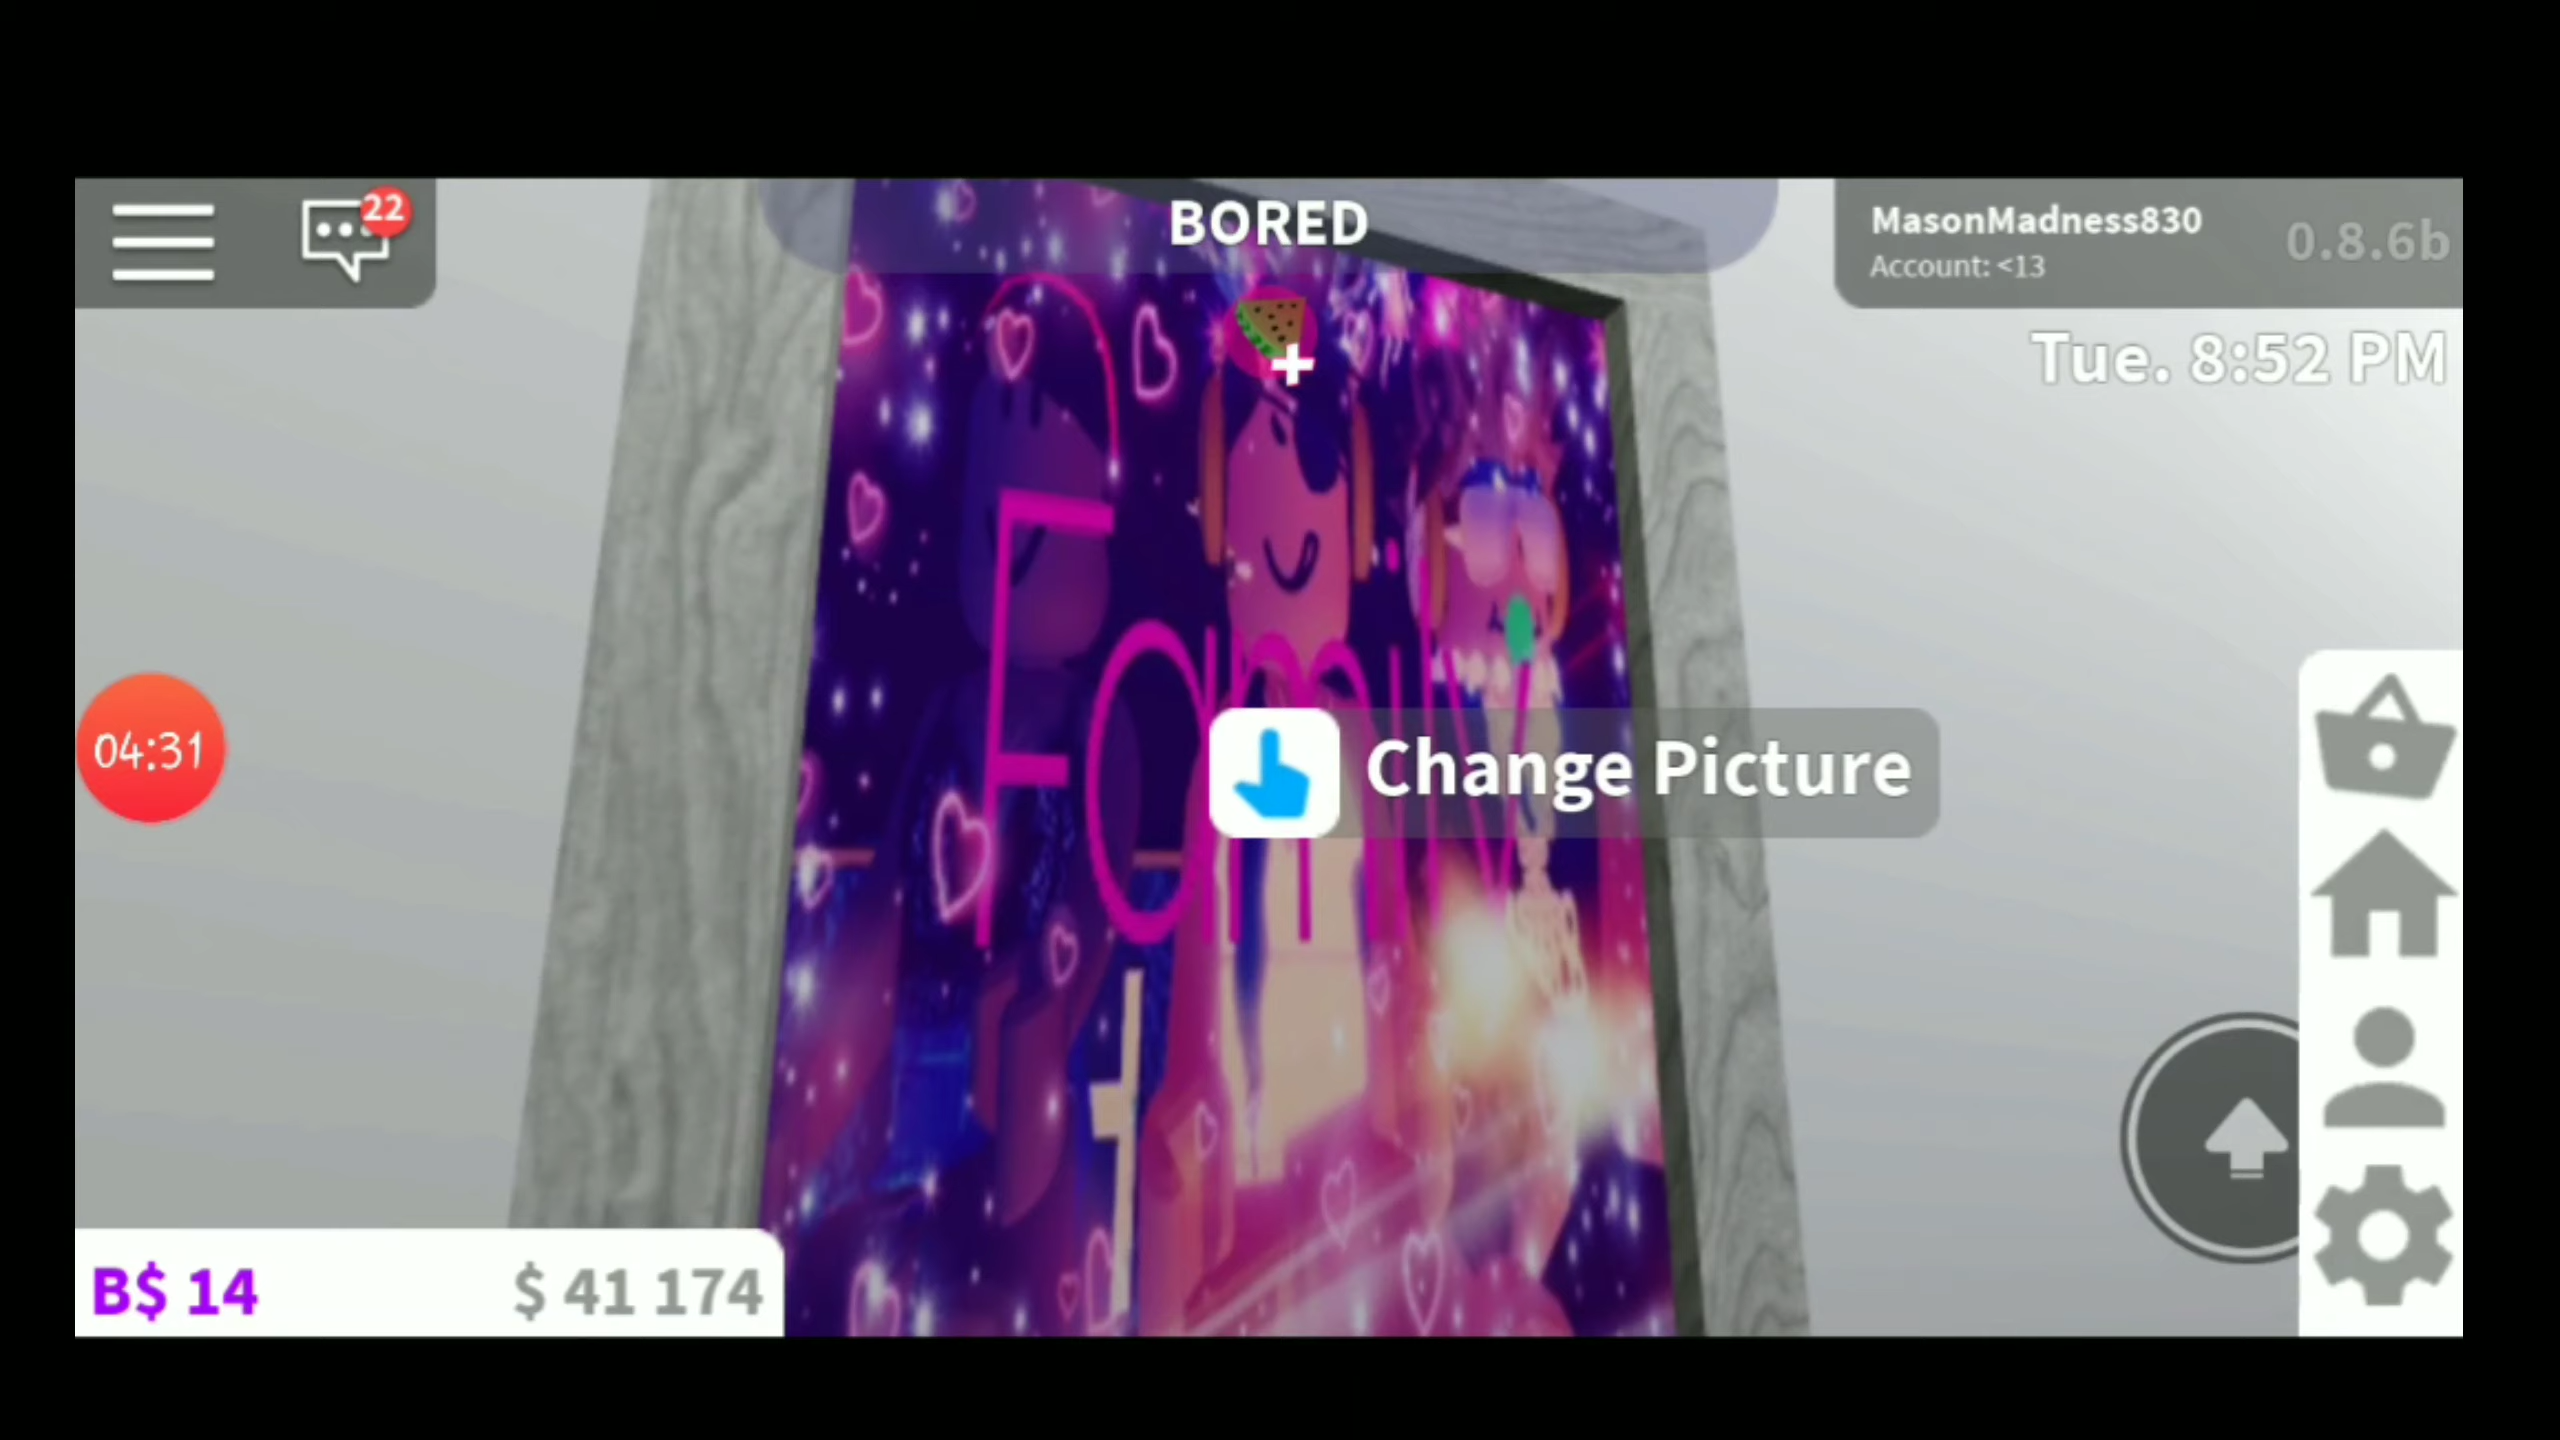 22
BORED
MasonMadness830
Account: <13
0.8.6b
Tue. 8:52 PM
Family
04:31
Change Picture
B$ 14
$ 41 174